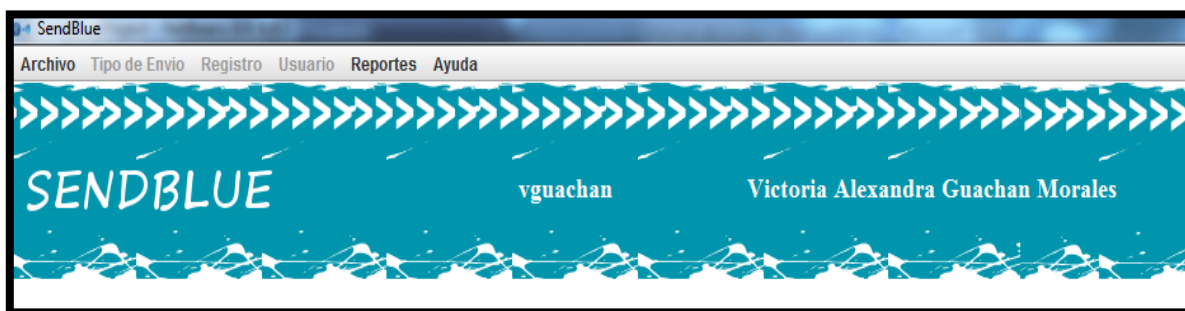 SendBlue
Archivo Tipo de Envio Registro Usuario Reportes Ayuda
SENDBLUE vguachan Victoria Alexandra Guachan Morales